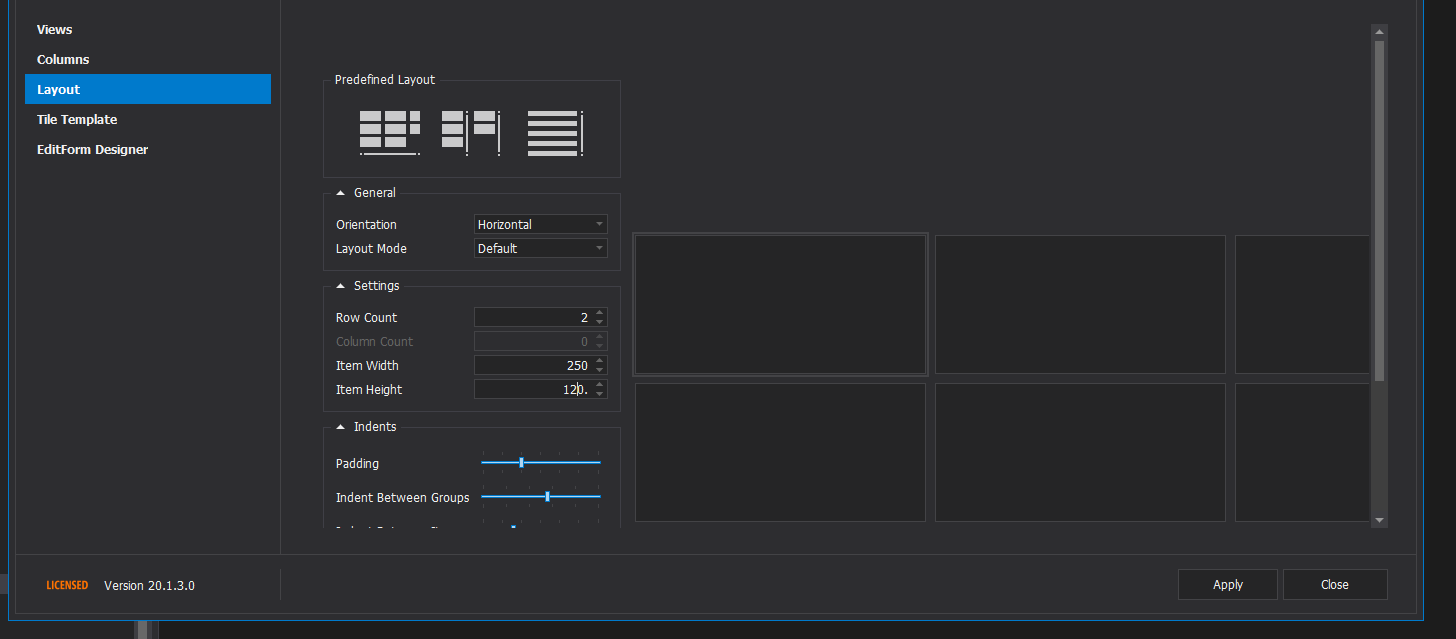 Views
Columns
Layout
Tile Template
EditForm Designer
Predefined Layout
General
Orientation Horizontal
Layout Mode Default
Settings
Row Count 2
Column Count 0
Item Width 250
Item Height 120.
Indents
Padding
Indent Between Groups
LICENSED Version 20.1.3.0
Apply Close